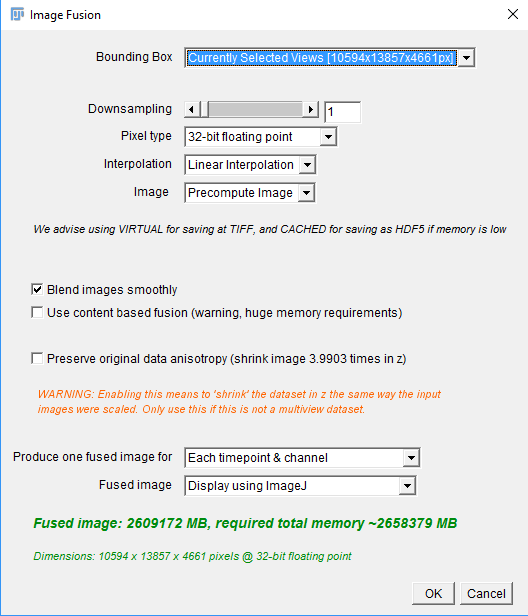 Image Fusion
Bounding Box Currently Selected Views [10594x13857x4661px]
Downsampling 1
Pixel type 32-bit floating point
Interpolation Linear Interpolation
Image Precompute Image
We advise using VIRTUAL for saving at TIFF, and CACHED for saving as HDF5 if memory is low
Blend images smoothly
Use content based fusion (warning, huge memory requirements)
Preserve original data anisotropy (shrink image 3.9903 times in z)
WARNING: Enabling this means to 'shrink' the dataset in z the same way the input
images were scaled. Only use this if this is not a multiview dataset.
Produce one fused image for Each timepoint & channel
Fused image Display using ImageJ
Fused image: 2609172 MB, required total memory ~2658379 MB
Dimensions: 10594 x 13857 x 4661 pixels @ 32-bit floating point
OK Cancel